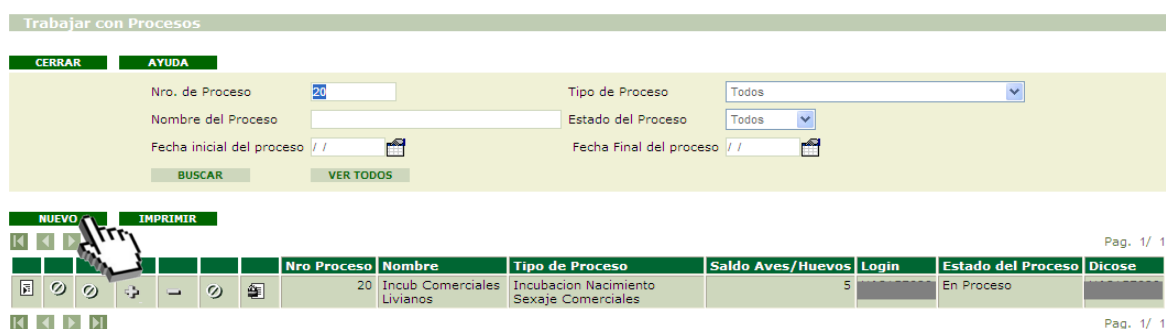 Trabajar con Procesos
CERRAR AYUDA
Nro. de Proceso 20 Tipo de Proceso Todos
Nombre del Proceso Estado del Proceso Todos
Fecha inicial del proceso / / Fecha Final del proceso / /
BUSCAR VER TODOS
NUEVO IMPRIMIR
Pag. 1/ 1
Nro Proceso Nombre Tipo de Proceso Saldo Aves/Huevos Login Estado del Proceso Dicose
20 Incub Comerciales Incubacion Nacimiento 5 En Proceso
Livianos Sexaje Comerciales
Pag. 1/ 1